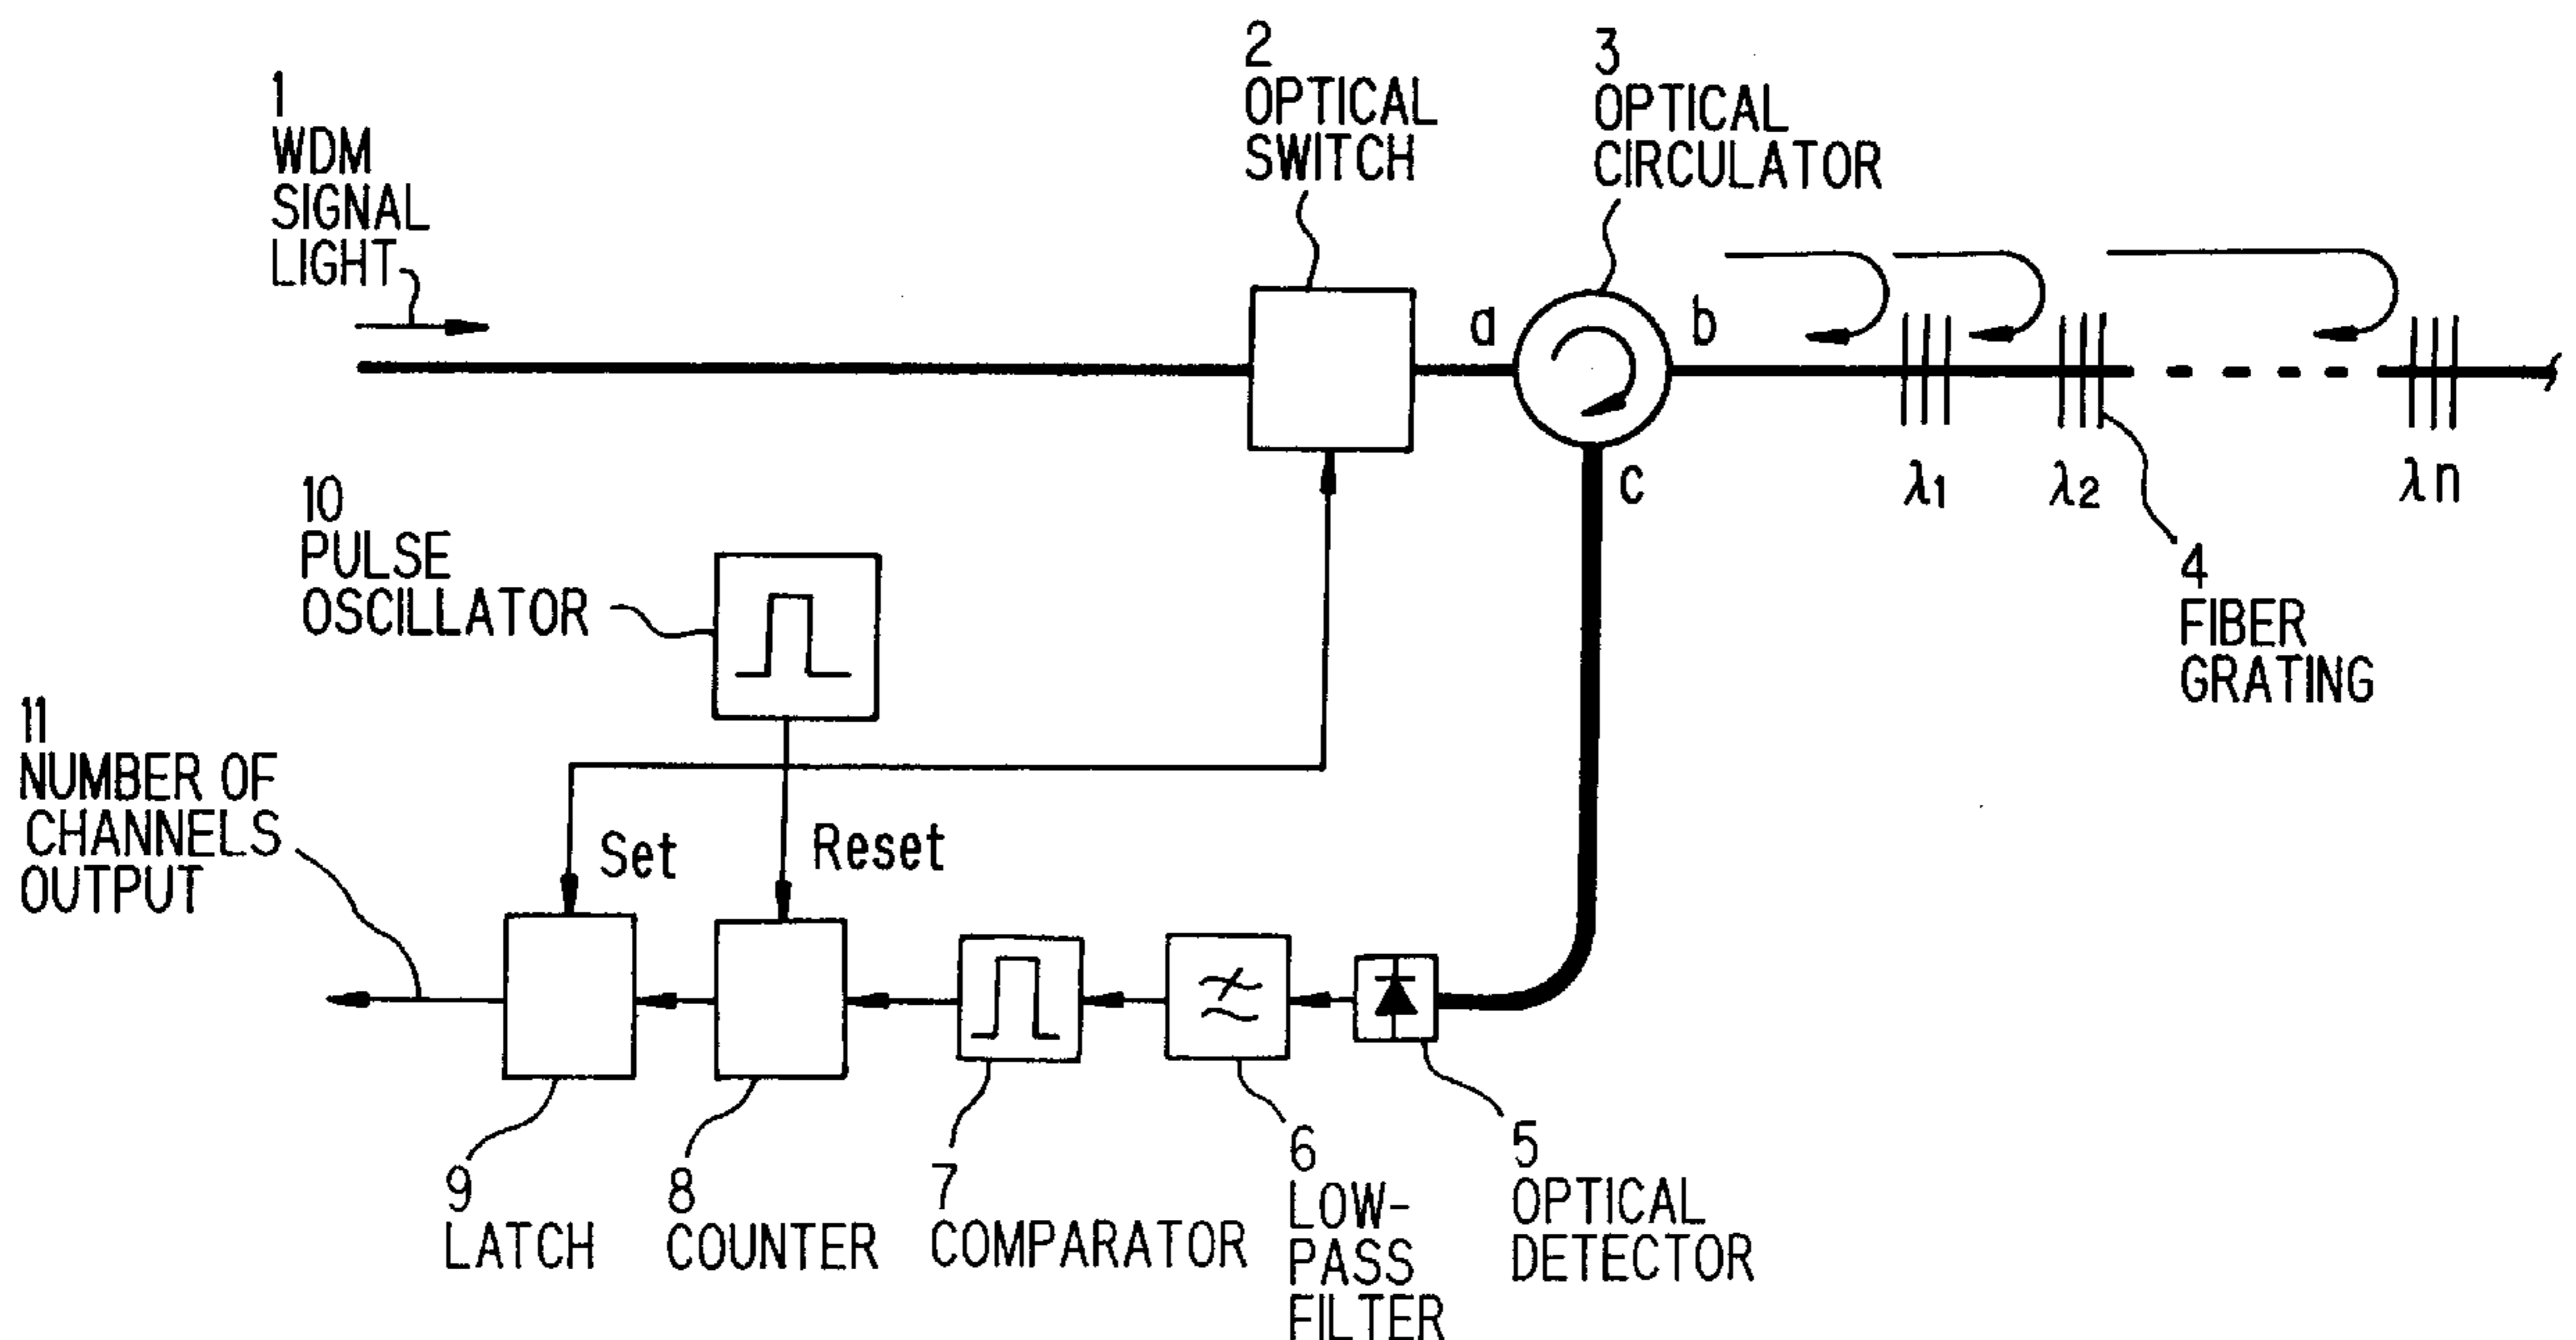 1
WDM
SIGNAL
LIGHT
2
OPTICAL
SWITCH
3
OPTICAL
CIRCULATOR
a
b
c
λ1
λ2
λn
4
FIBER
GRATING
10
PULSE
OSCILLATOR
11
NUMBER OF
CHANNELS
OUTPUT
Set
Reset
9
LATCH
8
COUNTER
7
COMPARATOR
6
LOW-
PASS
FILTER
5
OPTICAL
DETECTOR